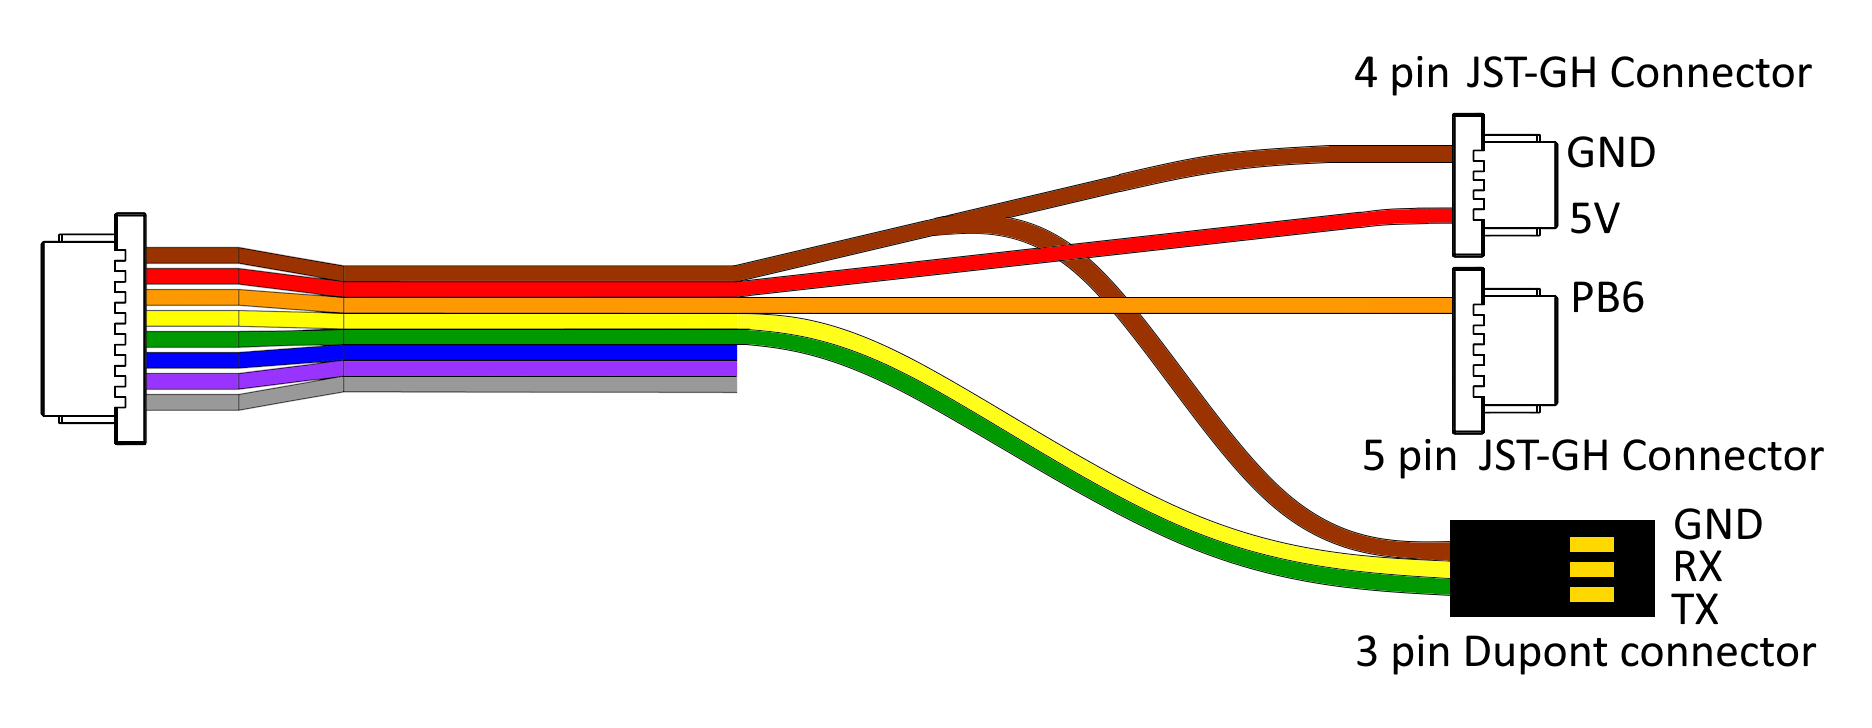 4 pin JST-GH Connector
GND
5V
PB6
5 pin JST-GH Connector
GND
RX
TX
3 pin Dupont connector